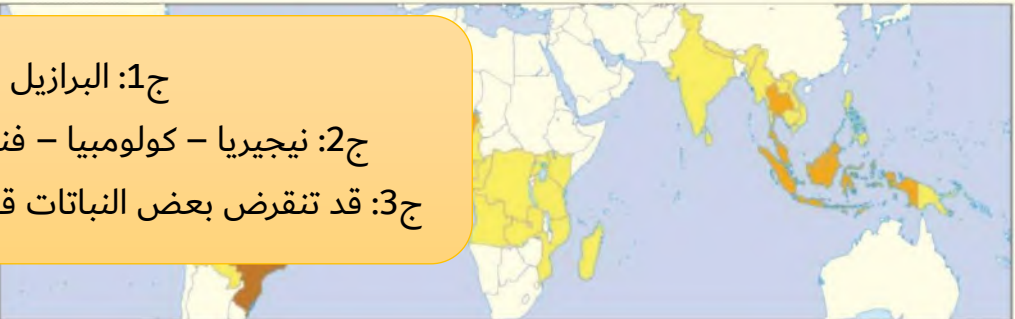 ج1: البرازيل
ج2: نيجيريا – كولومبيا –
ج3: قد تنقرض بعض النباتات